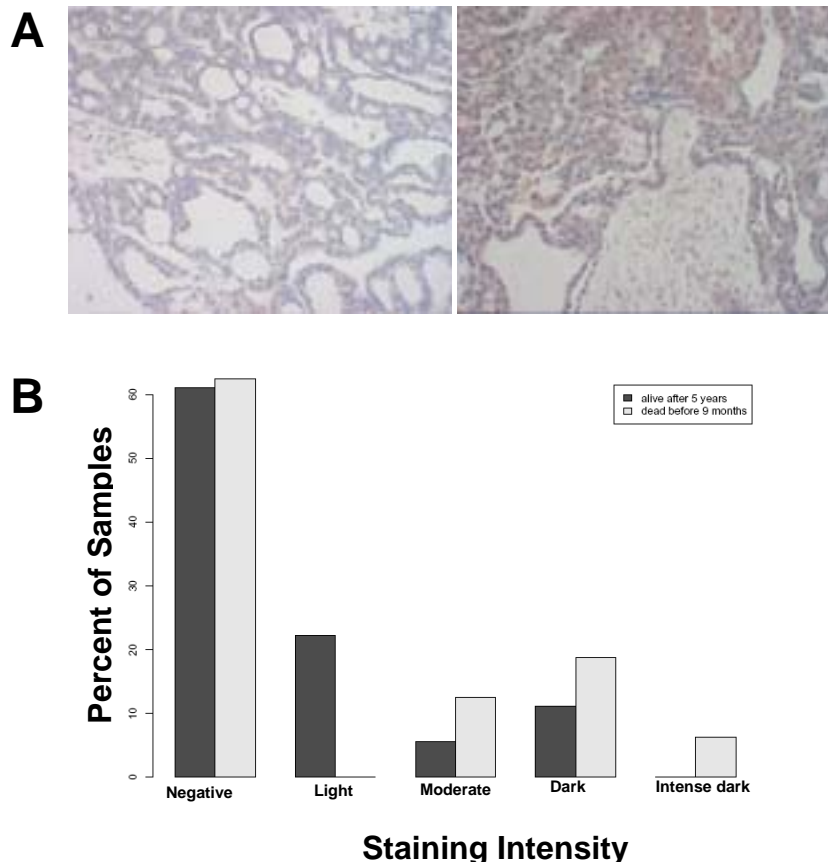 A
B
alive after 5 years
dead before 9 months
Percent of Samples
60
50
40
30
20
10
0
Negative
Light
Moderate
Dark
Intense dark
Staining Intensity